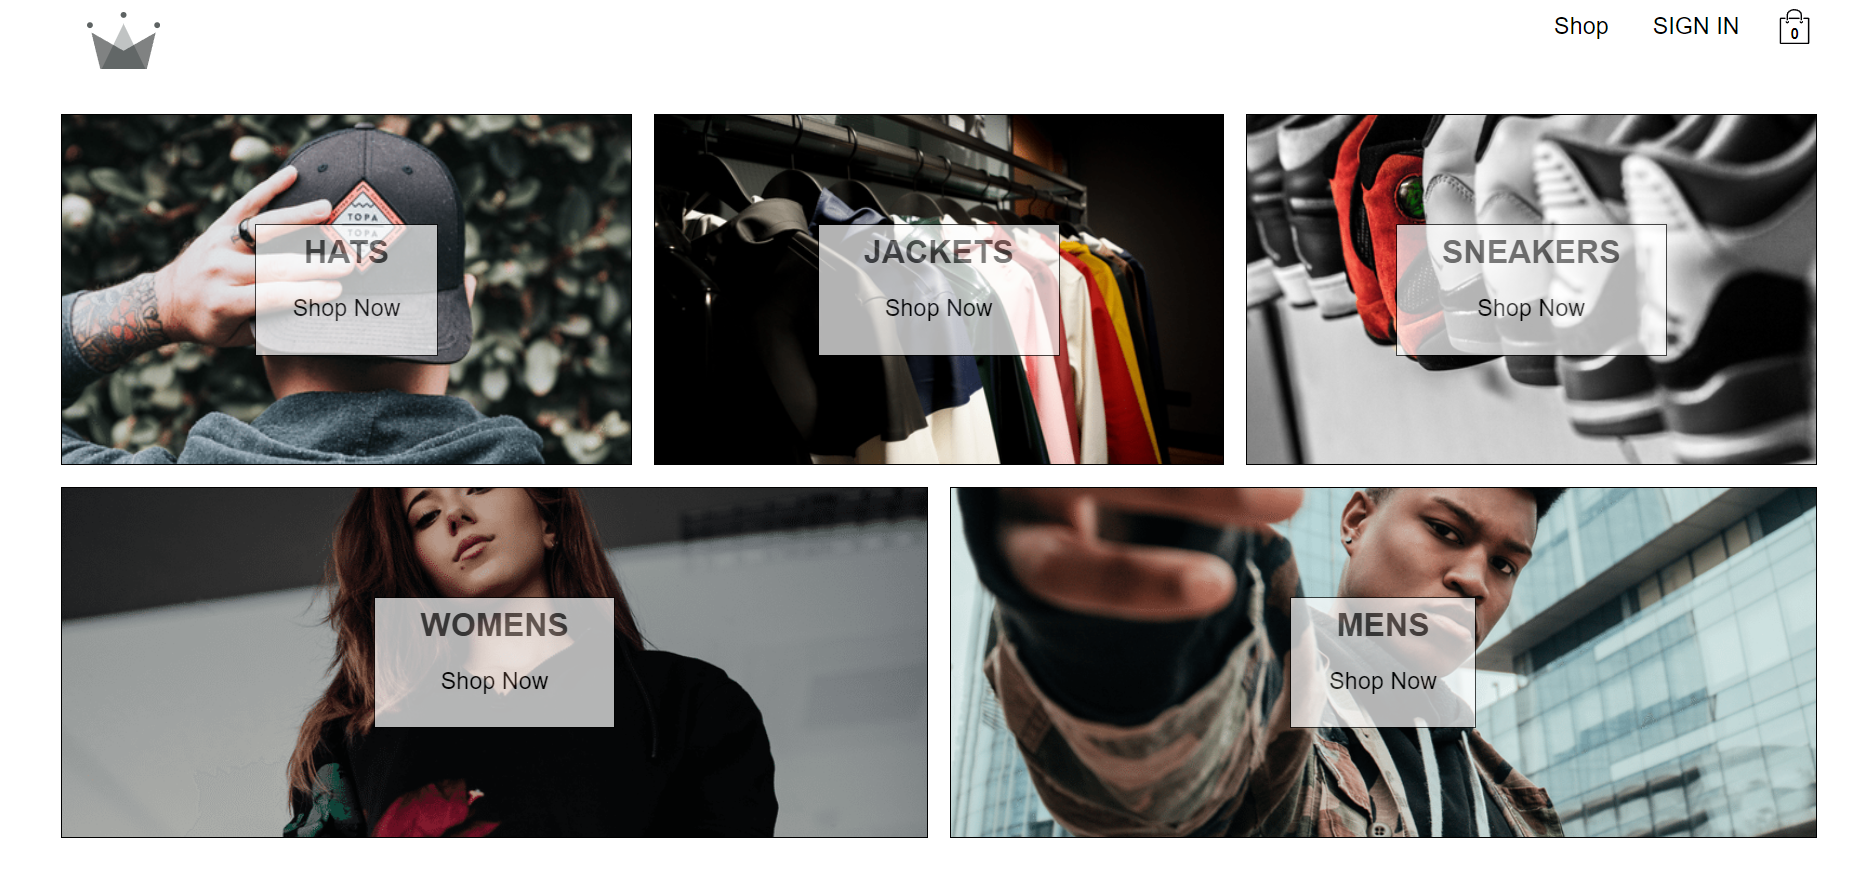 Shop
SIGN IN
0
TOPA
TOPA
HATS
Shop Now
JACKETS
Shop Now
SNEAKERS
Shop Now
WOMENS
Shop Now
MENS
Shop Now